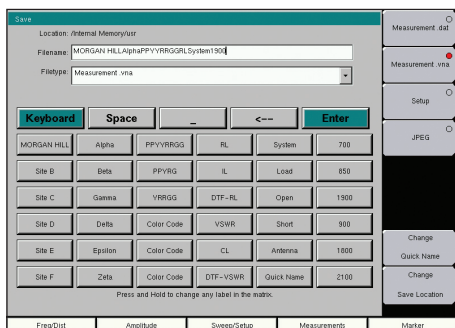 Save
Location: /Internal Memory/usr
Filename: MORGAN HILLAlphaPPYYRRGGRLSystem1900
Filetype: Measurement .vna
Keyboard Space _ <-- Enter
MORGAN HILL Alpha PPYYRRGG RL System 700
Site B Beta PPYRG IL Load 850
Site C Gamma YRRGG DTF-RL Open 1900
Site D Delta Color Code VSWR Short 900
Site E Epsilon Color Code CL Antenna 1800
Site F Zeta Color Code DTF-VSWR Quick Name 2100
Press and Hold to change any label in the matrix.
Measurement .dat
Measurement .vna
Setup
JPEG
Change
Quick Name
Change
Save Location
Freq/Dist Amplitude Sweep/Setup Measurements Marker